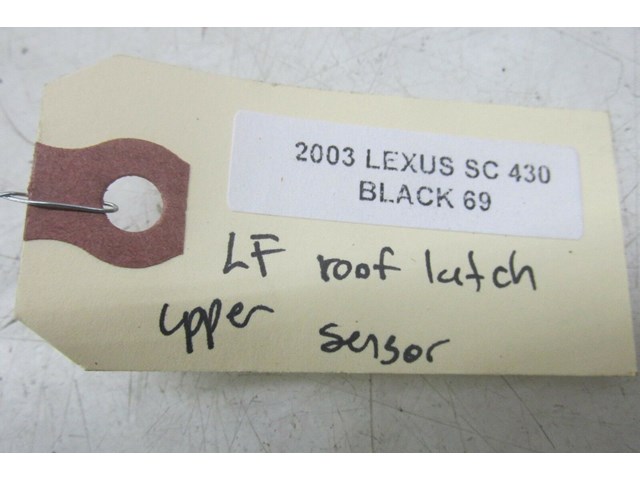 2003 LEXUS SC 430
BLACK 69
LF roof latch
upper sensor